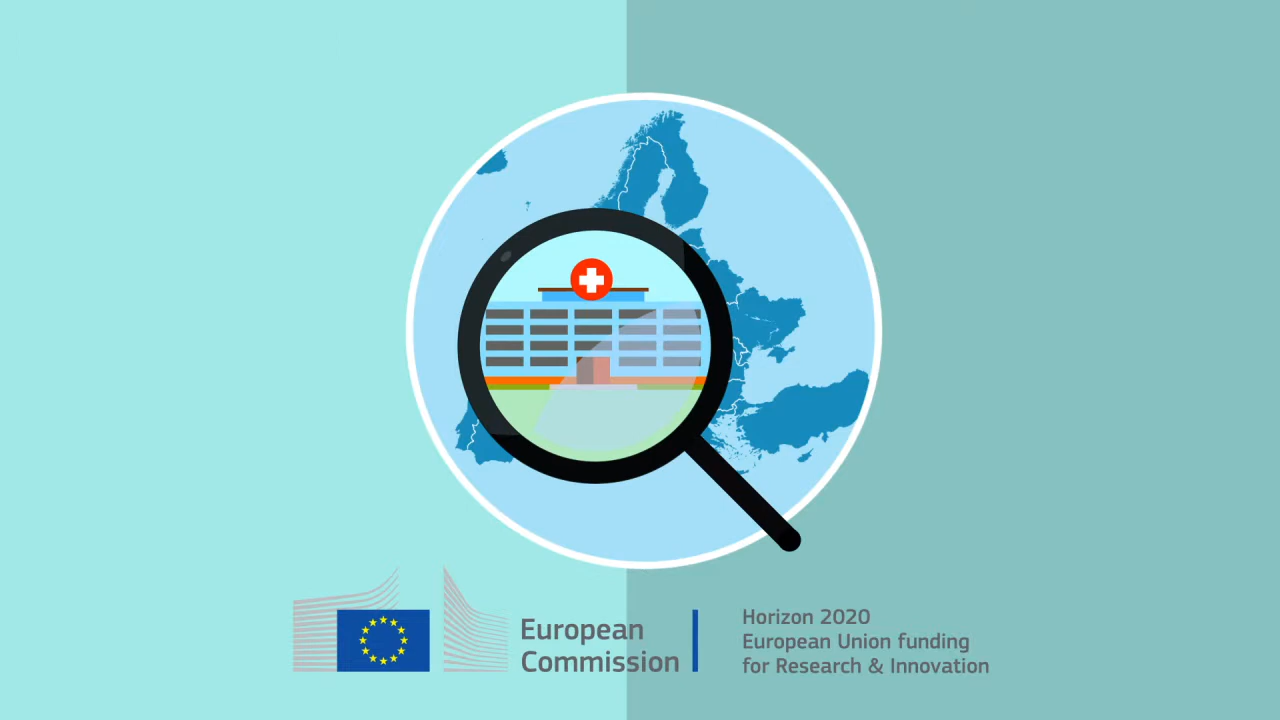 European
Commission
Horizon 2020
European Union funding
for Research & Innovation